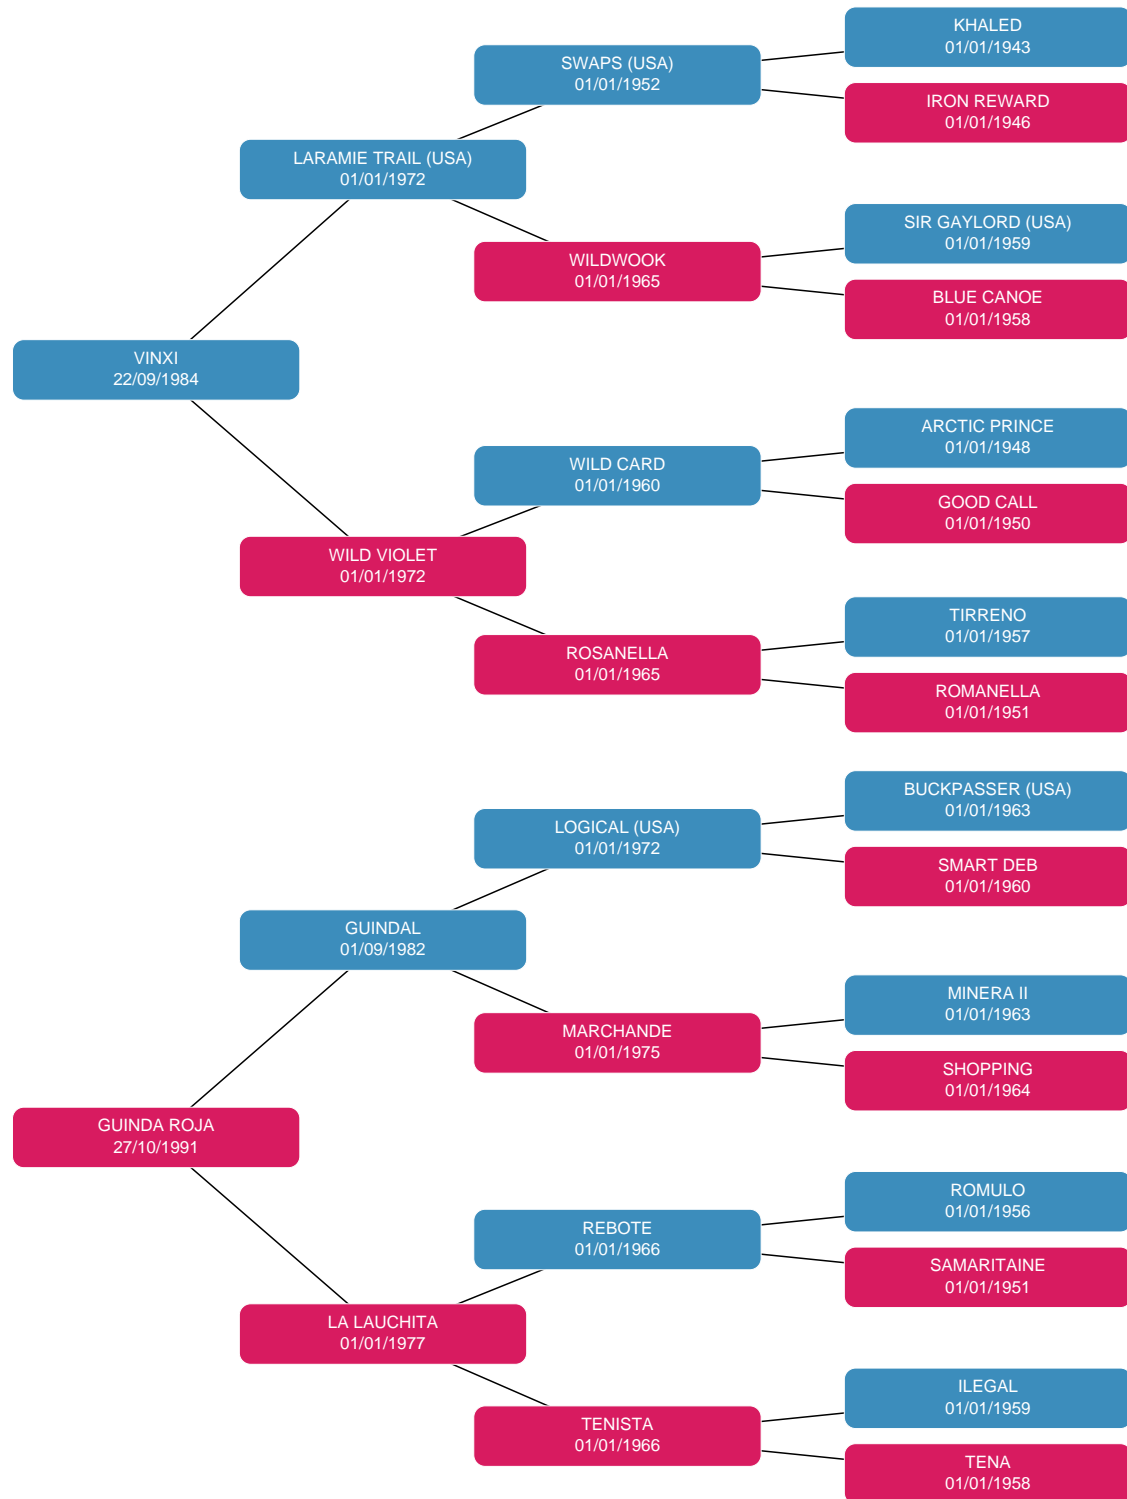 KHALED
01/01/1943
SWAPS (USA)
01/01/1952
IRON REWARD
01/01/1946
LARAMIE TRAIL (USA)
01/01/1972
SIR GAYLORD (USA)
01/01/1959
WILDWOOK
01/01/1965
BLUE CANOE
01/01/1958
VINXI
22/09/1984
ARCTIC PRINCE
01/01/1948
WILD CARD
01/01/1960
GOOD CALL
01/01/1950
WILD VIOLET
01/01/1972
TIRRENO
01/01/1957
ROSANELLA
01/01/1965
ROMANELLA
01/01/1951
BUCKPASSER (USA)
01/01/1963
LOGICAL (USA)
01/01/1972
SMART DEB
01/01/1960
GUINDAL
01/09/1982
MINERA II
01/01/1963
MARCHANDE
01/01/1975
SHOPPING
01/01/1964
GUINDA ROJA
27/10/1991
ROMULO
01/01/1956
REBOTE
01/01/1966
SAMARITAINE
01/01/1951
LA LAUCHITA
01/01/1977
ILEGAL
01/01/1959
TENISTA
01/01/1966
TENA
01/01/1958